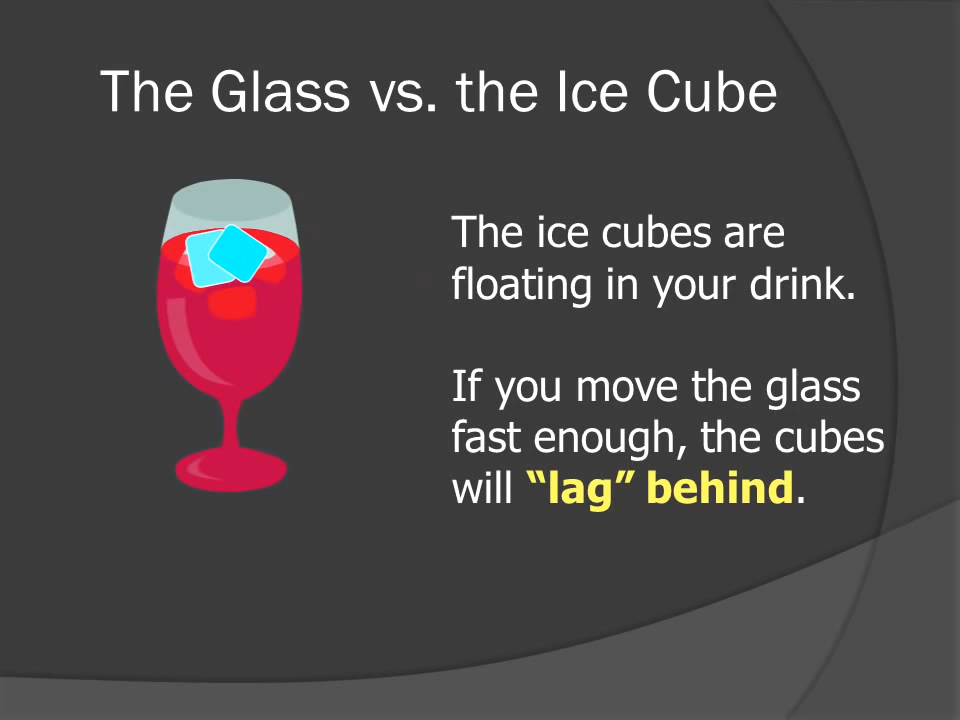 The Glass vs. the Ice Cube
The ice cubes are
floating in your drink.
If you move the glass
fast enough, the cubes
will “lag” behind.